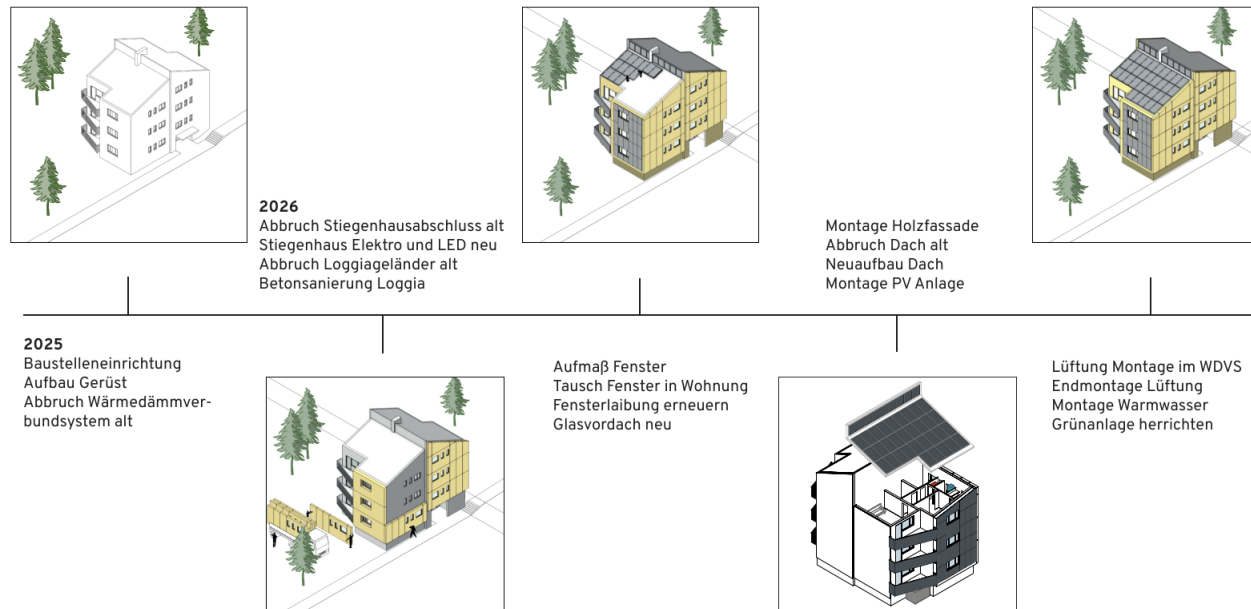 2025
Baustelleneinrichtung
Aufbau Gerüst
Abbruch Wärmedämmver-
bundsystem alt
2026
Abbruch Stiegenhausabschluss alt
Stiegenhaus Elektro und LED neu
Abbruch Loggiageländer alt
Betonsanierung Loggia
Aufmaß Fenster
Tausch Fenster in Wohnung
Fensterlaibung erneuern
Glasvordach neu
Montage Holzfassade
Abbruch Dach alt
Neuaufbau Dach
Montage PV Anlage
Lüftung Montage im WDVS
Endmontage Lüftung
Montage Warmwasser
Grünanlage herrichten